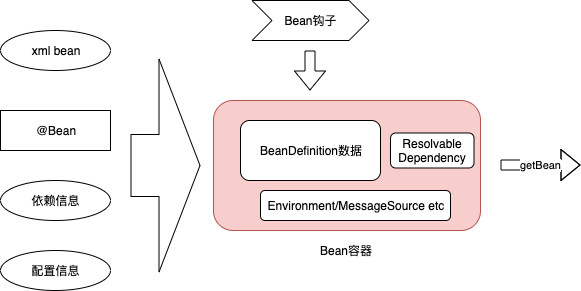 Bean钩子
xml bean
@Bean
依赖信息
配置信息
BeanDefinition数据
Resolvable
Dependency
Environment/MessageSource etc
getBean
Bean容器